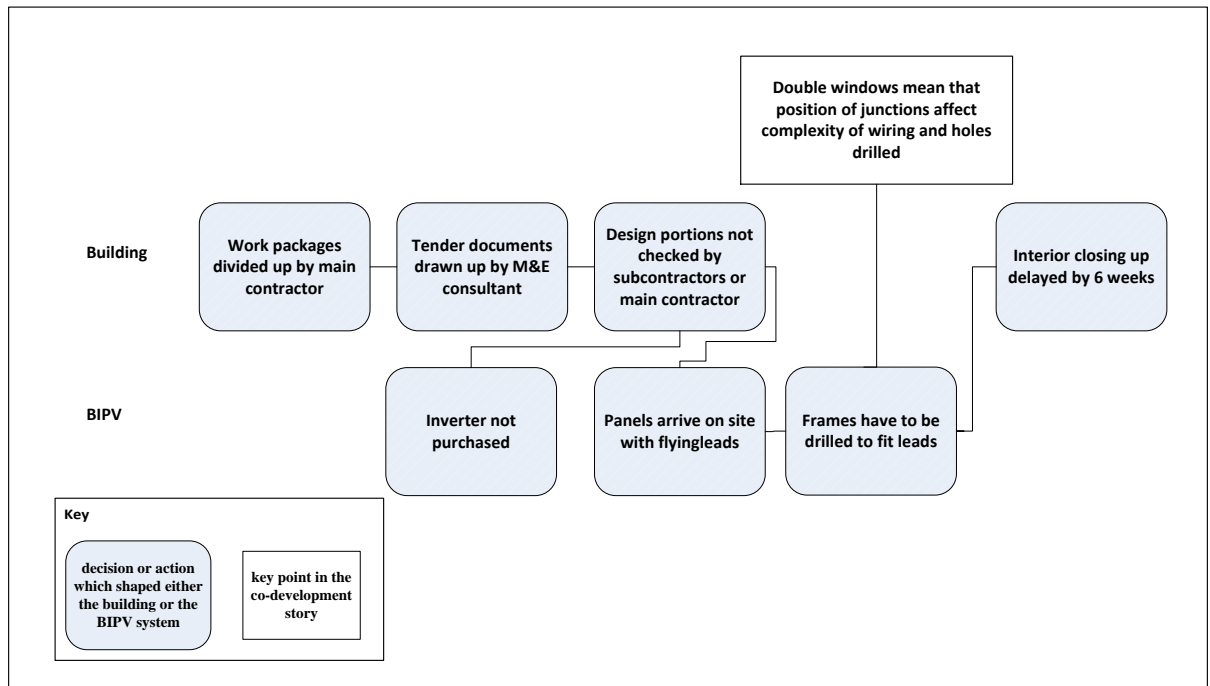 Double windows mean that
position of junctions affect
complexity of wiring and holes
drilled
Building
Work packages
divided up by main
contractor
Tender documents
drawn up by M&E
consultant
Design portions not
checked by
subcontractors or
main contractor
Interior closing up
delayed by 6 weeks
BIPV
Inverter not
purchased
Panels arrive on site
with flyingleads
Frames have to be
drilled to fit leads
Key
decision or action
which shaped either
the building or the
BIPV system
key point in the
co-development
story